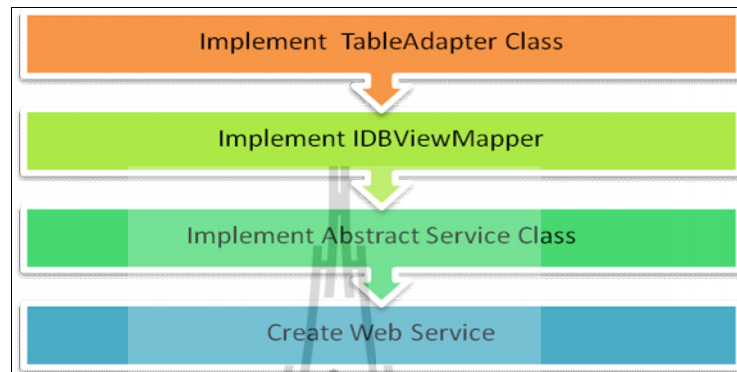 Implement TableAdapter Class
Implement IDBViewMapper
Implement Abstract Service Class
Create Web Service